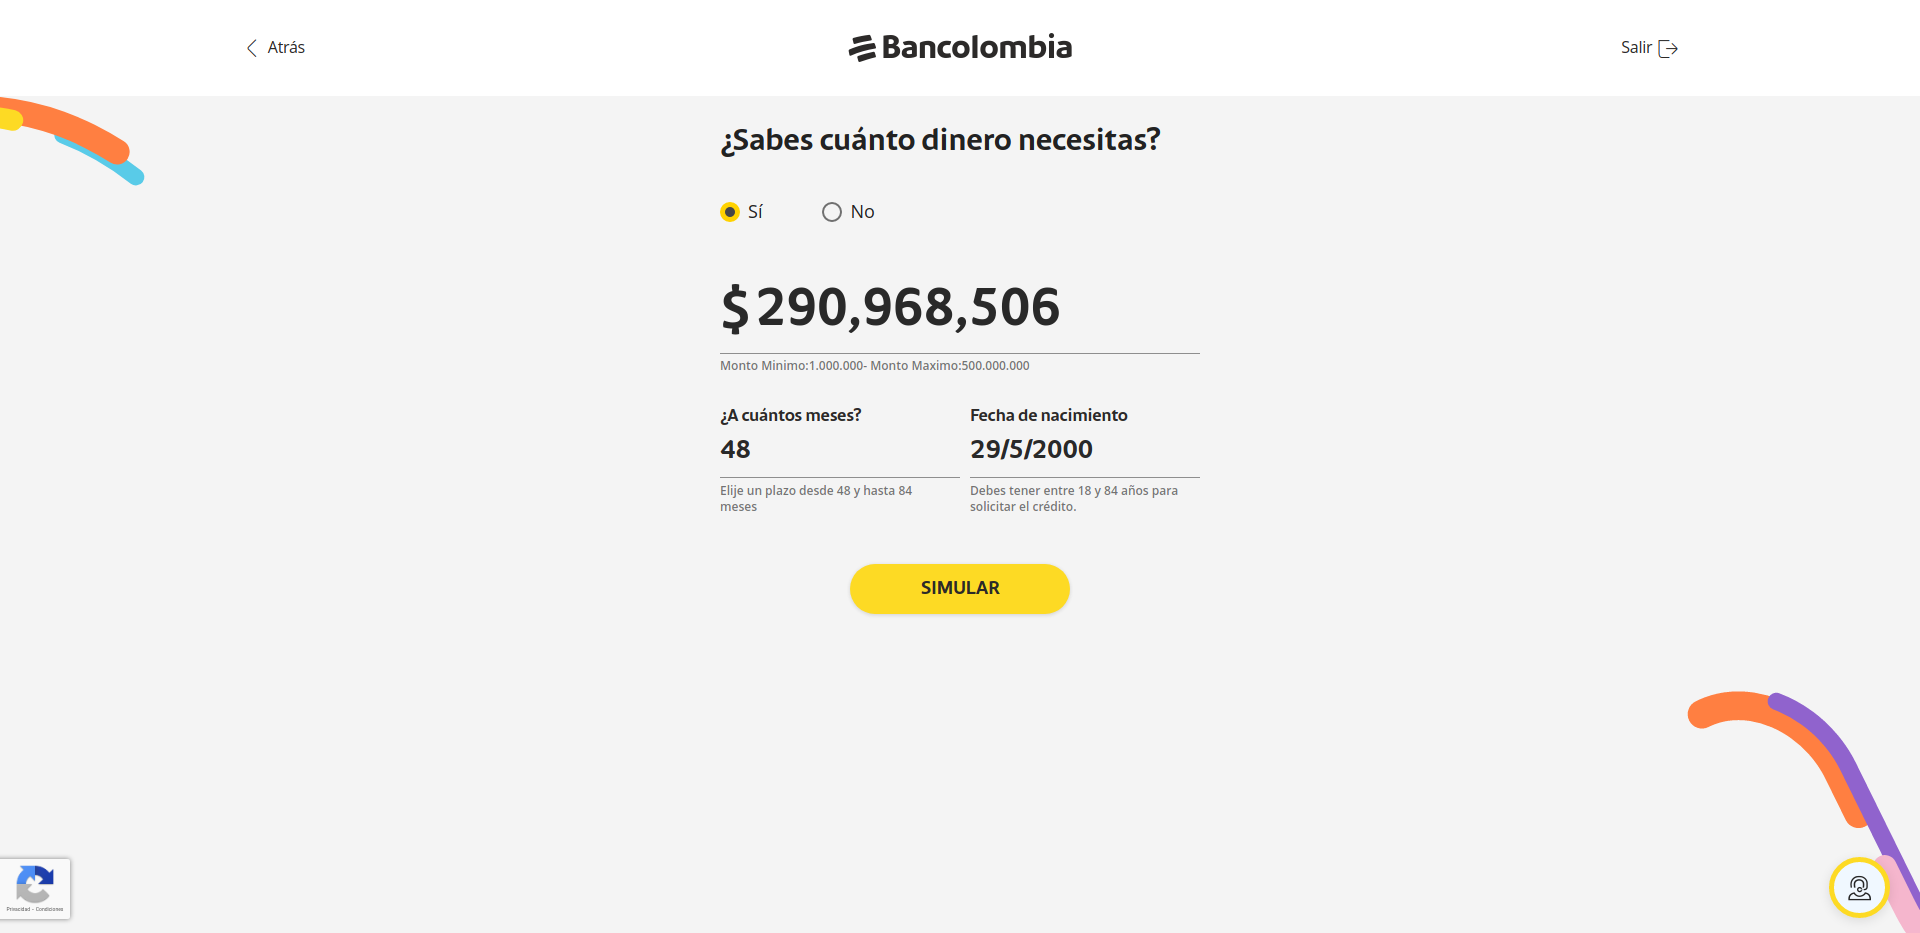 Atrás
Bancolombia
Salir
¿Sabes cuánto dinero necesitas?
Sí
No
$ 290,968,506
Monto Minimo:1.000.000- Monto Maximo:500.000.000
¿A cuántos meses?
Fecha de nacimiento
48
29/5/2000
Elije un plazo desde 48 y hasta 84
meses
Debes tener entre 18 y 84 años para
solicitar el crédito.
SIMULAR
Privacidad - Condiciones